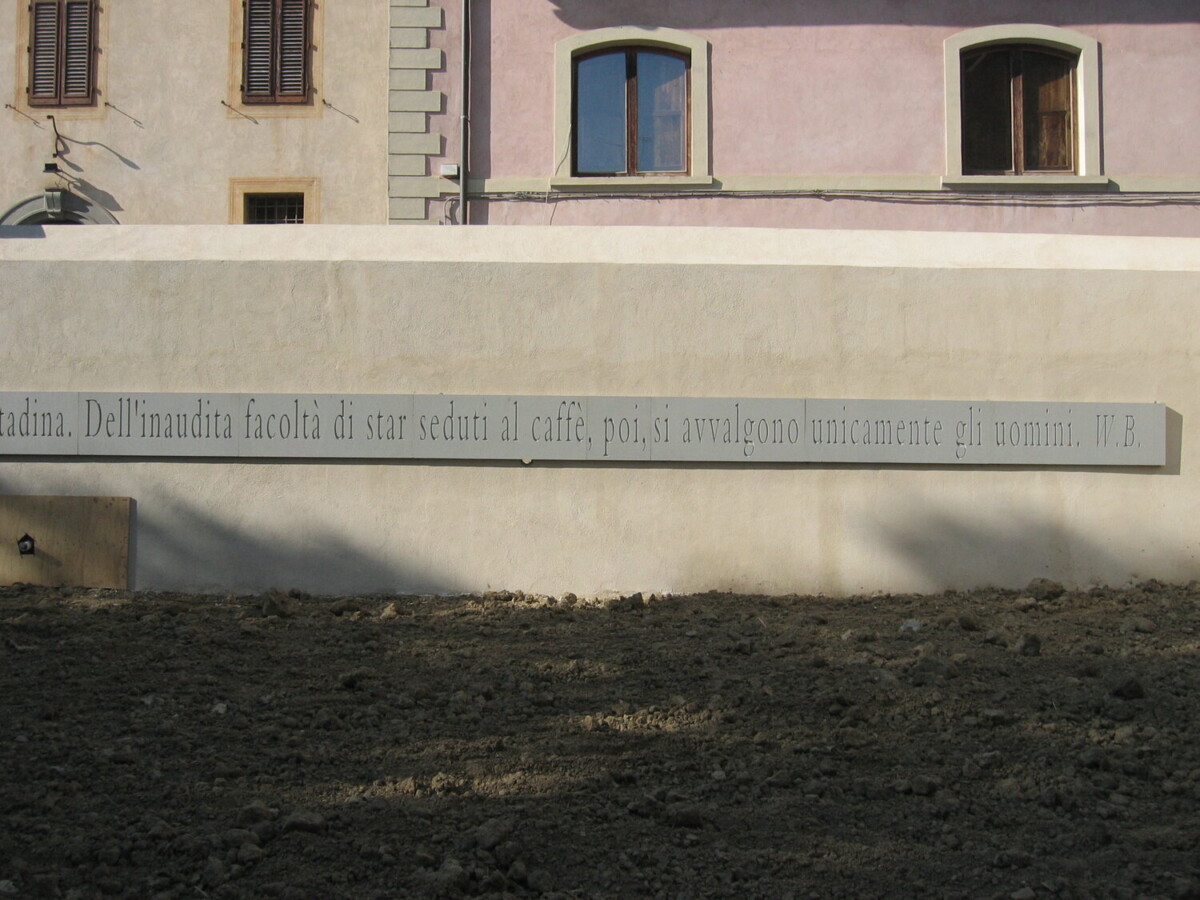 tadina. Dell'inaudita facoltà di star seduti al caffè, poi, si avvalgono unicamente gli uomini. W.B.